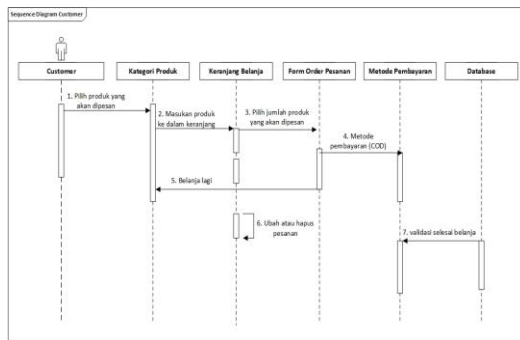 Sequence Diagram Customer
Customer
Kategori Produk
Keranjang Belanja
Form Order Pesanan
Metode Pembayaran
Database
1. Pilih produk yang
akan dipesan
2. Masukan produk
ke dalam keranjang
3. Pilih jumlah produk
yang akan dipesan
4. Metode
pembayaran (COD)
5. Belanja lagi
6. Ubah atau hapus
pesanan
7. validasi selesai belanja